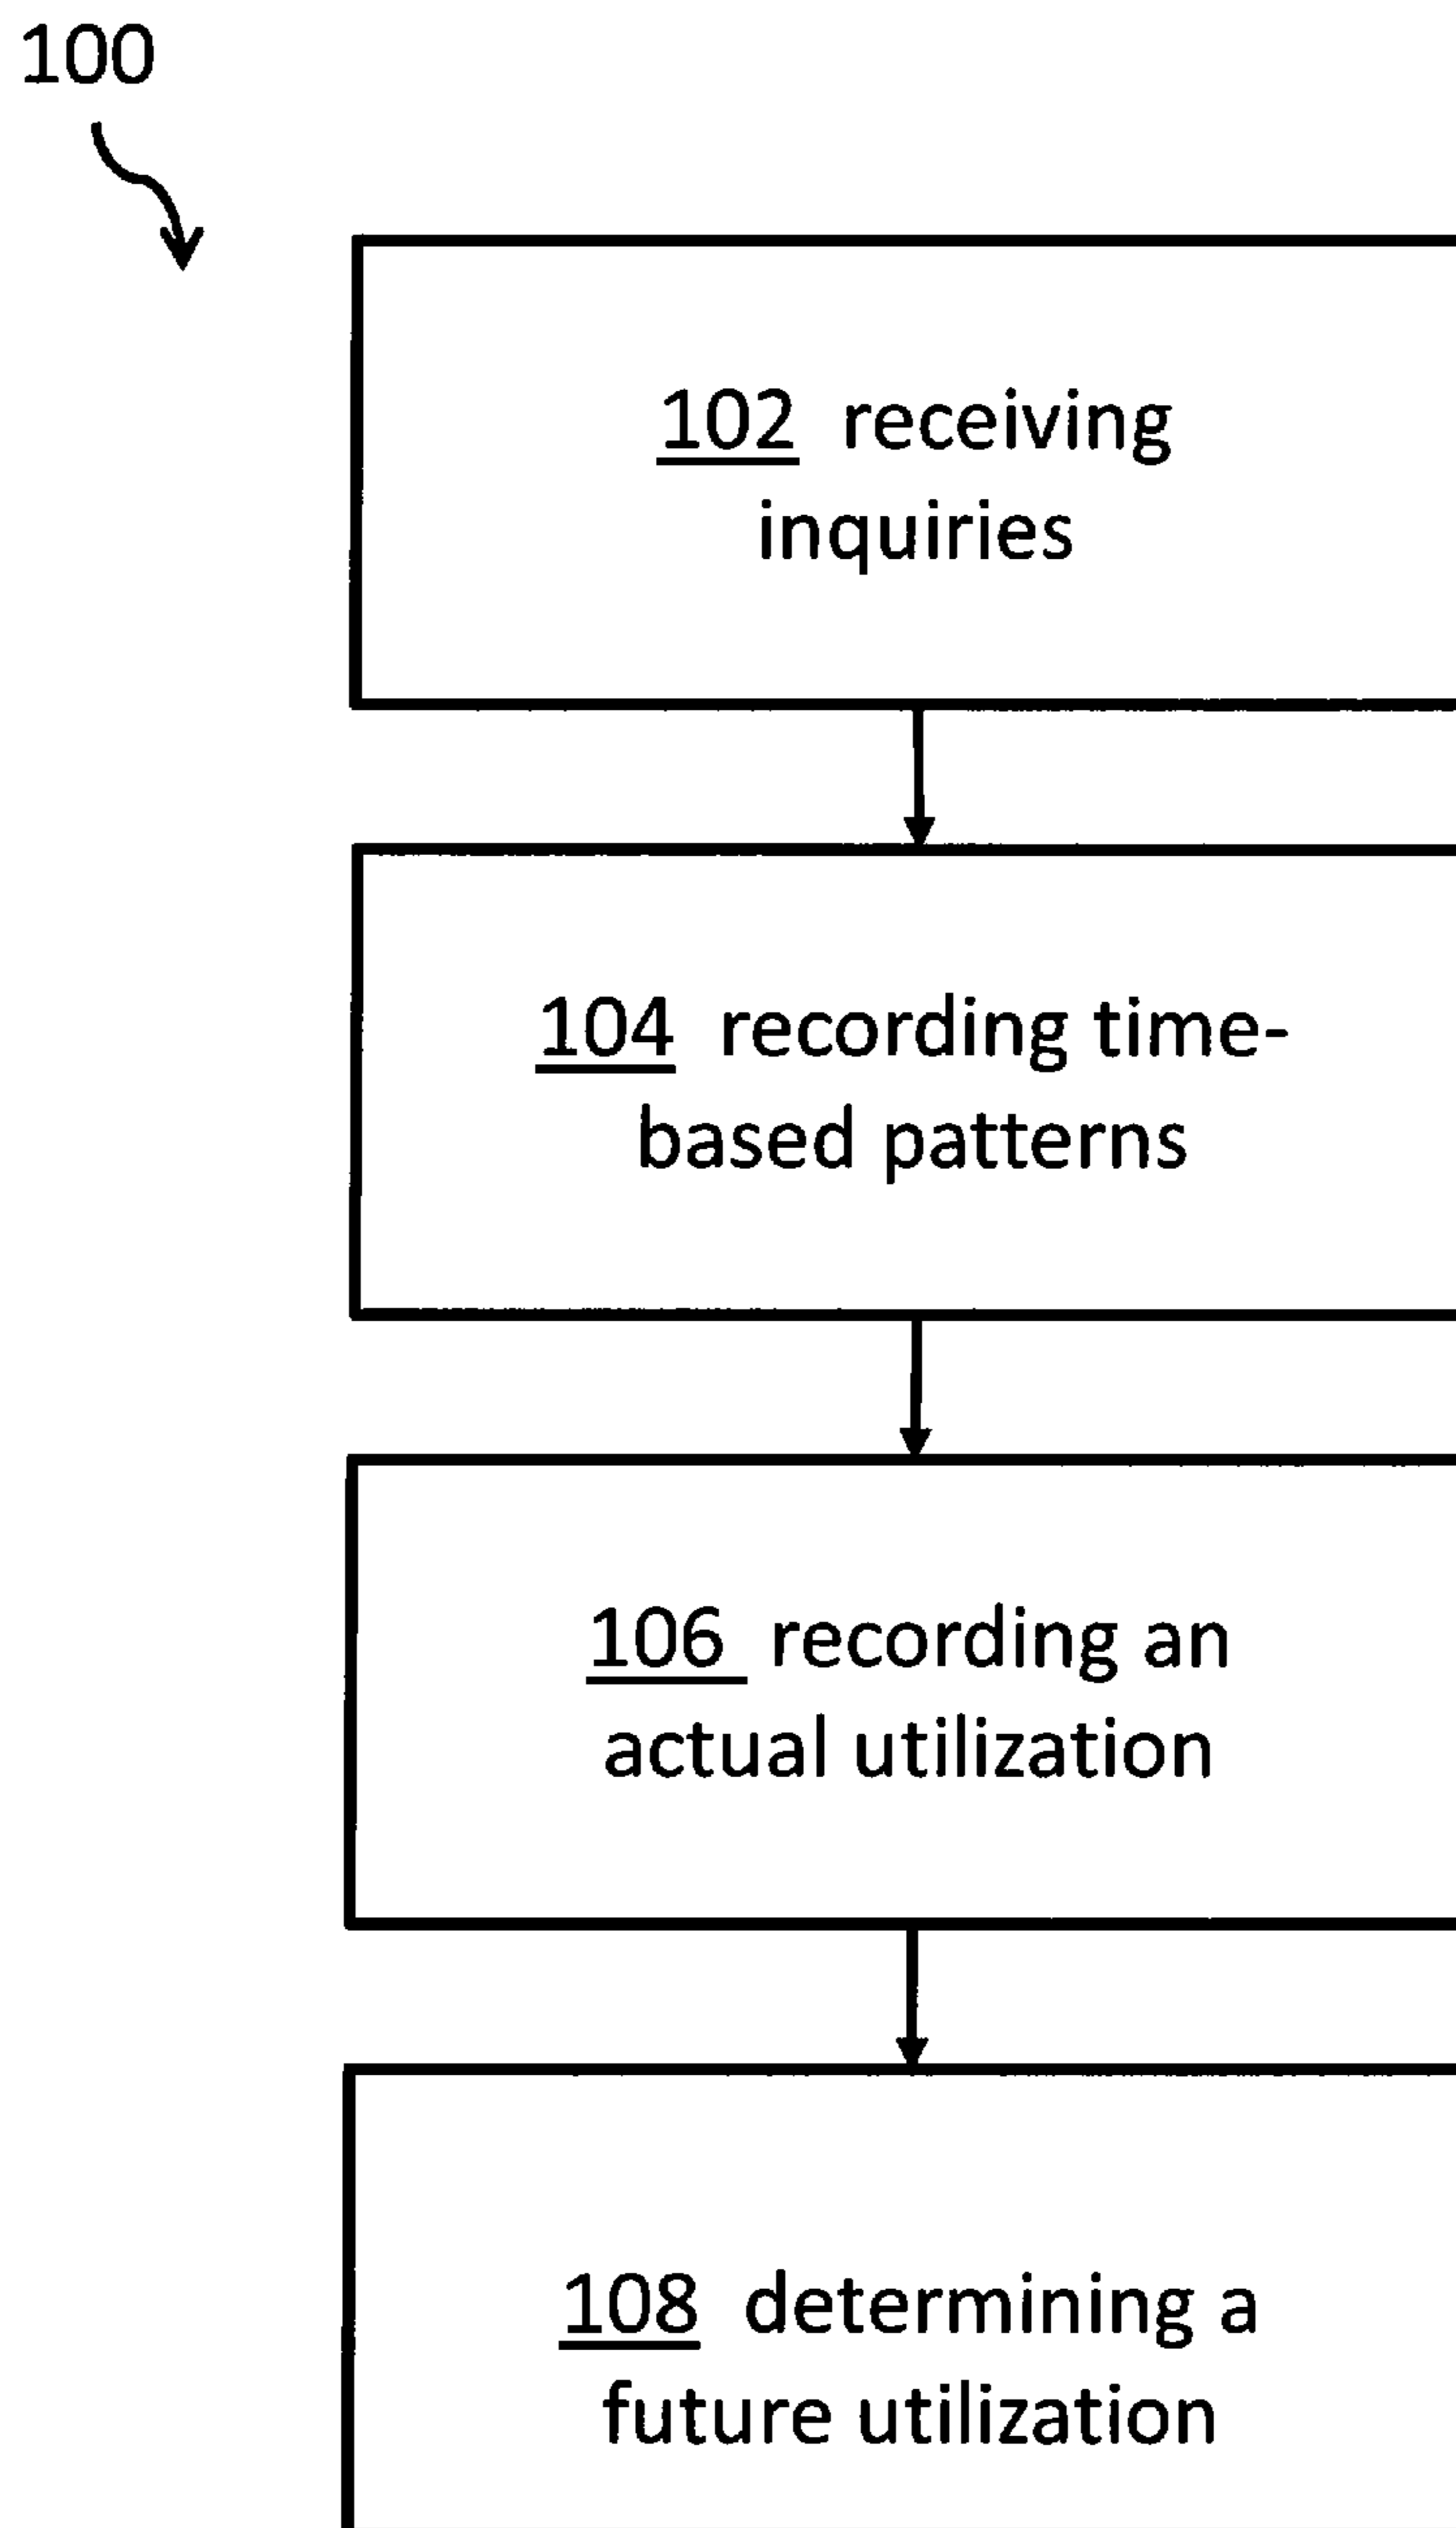 100
102 receiving
inquiries
104 recording time-
based patterns
106 recording an
actual utilization
108 determining a
future utilization